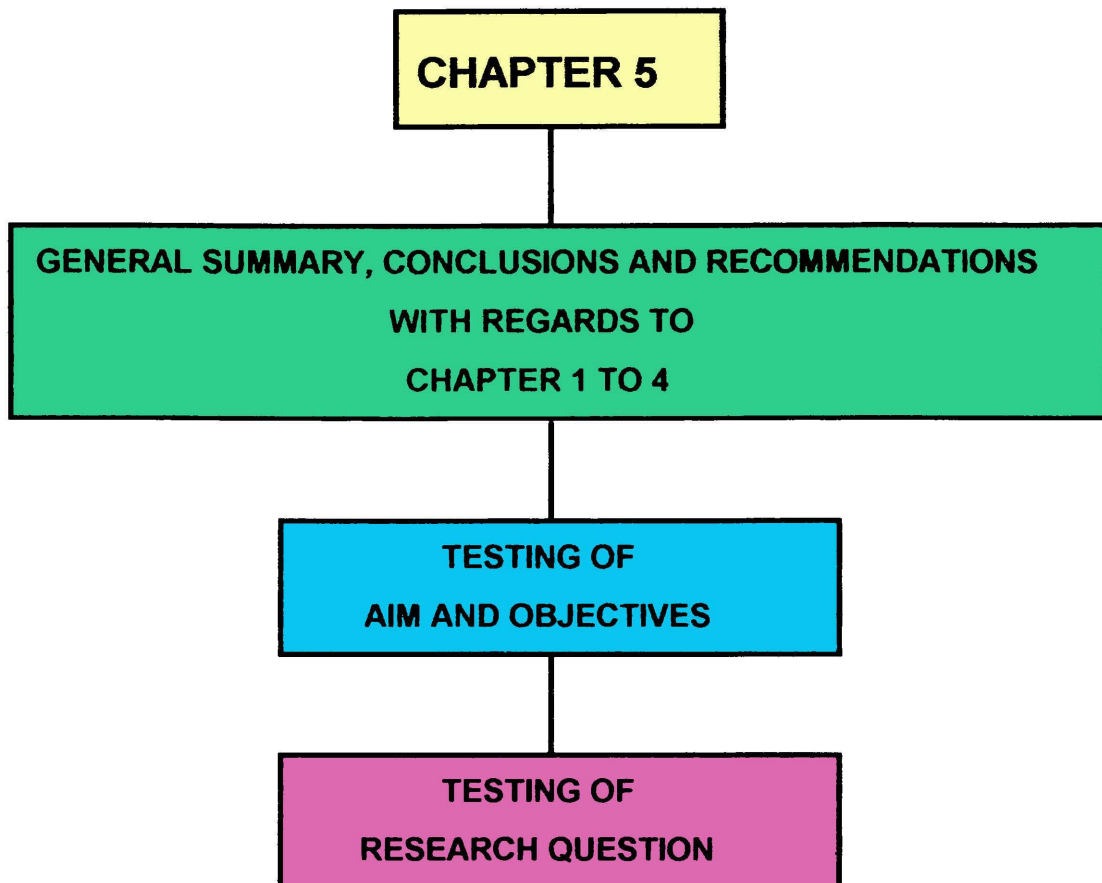 CHAPTER 5
GENERAL SUMMARY, CONCLUSIONS AND RECOMMENDATIONS
WITH REGARDS TO
CHAPTER 1 TO 4
TESTING OF
AIM AND OBJECTIVES
TESTING OF
RESEARCH QUESTION